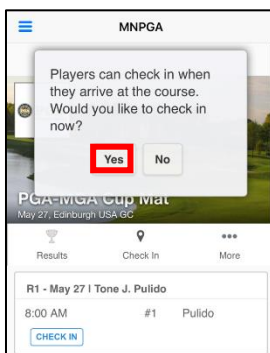 MNPGA
Players can check in when
they arrive at the course.
Would you like to check in
now?
Yes No
PGA-MGA Cup Mat
May 27, Edinburgh USA GC
Results Check In More
R1 - May 27 | Tone J. Pulido
8:00 AM #1 Pulido
CHECK IN